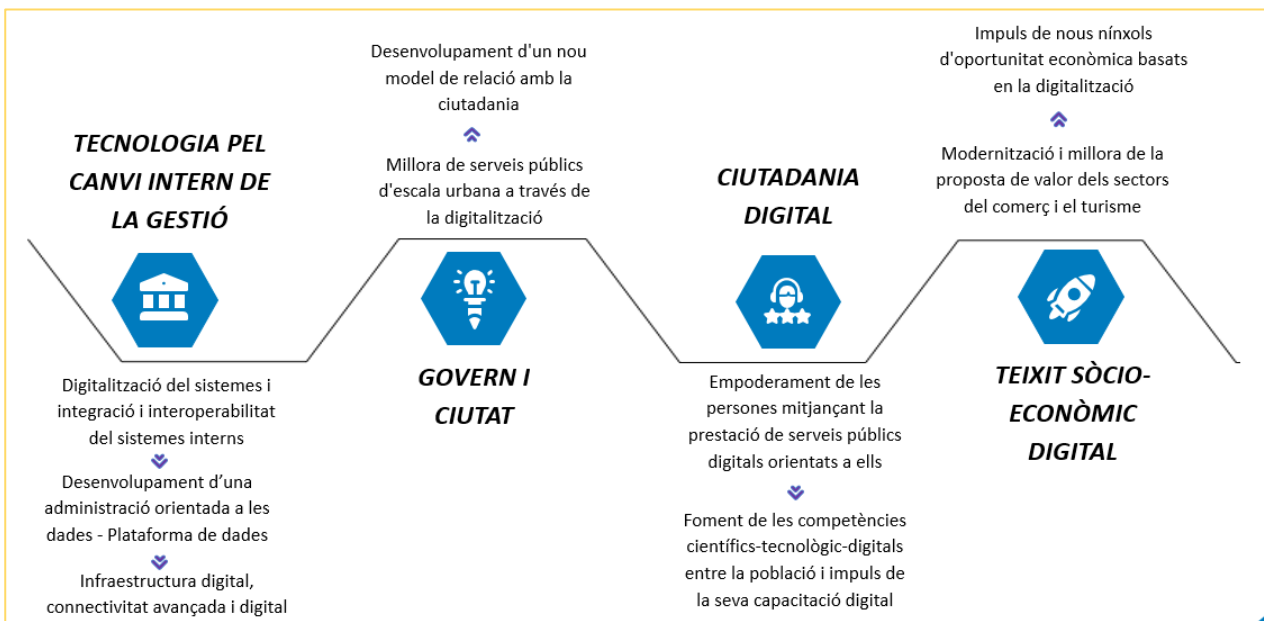 TECNOLOGIA PEL
CANVI INTERN DE
LA GESTIÓ
Digitalització del sistemes i
integració i interoperabilitat
del sistemes interns
Desenvolupament d’una
administració orientada a les
dades - Plataforma de dades
Infraestructura digital,
connectivitat avançada i digital
Desenvolupament d'un nou
model de relació amb la
ciutadania
Millora de serveis públics
d'escala urbana a través de
la digitalització
GOVERN I
CIUTAT
CIUTADANIA
DIGITAL
Empoderament de les
persones mitjançant la
prestació de serveis públics
digitals orientats a ells
Foment de les competències
científics-tecnològic-digitals
entre la població i impuls de
la seva capacitació digital
Impuls de nous nínxols
d'oportunitat econòmica basats
en la digitalització
Modernització i millora de la
proposta de valor dels sectors
del comerç i el turisme
TEIXIT SÒCIO-
ECONÒMIC
DIGITAL